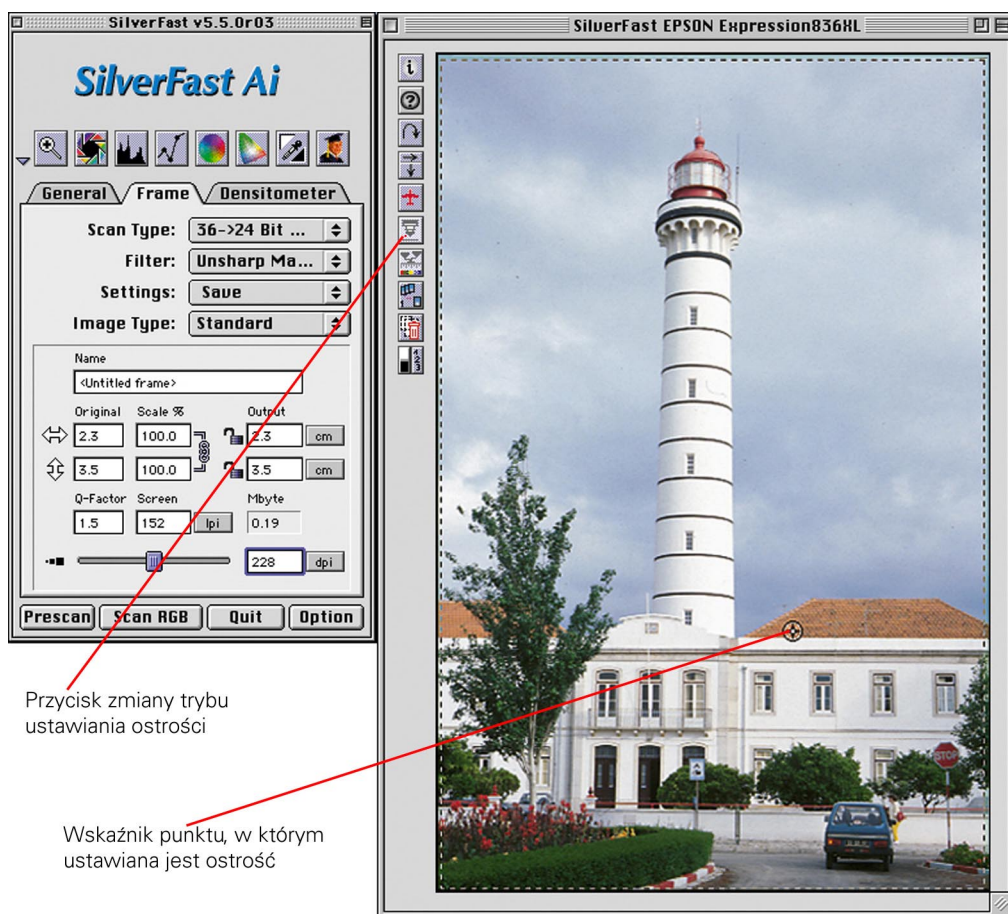 SilverFast v5.5.0r03
SilverFast Ai
General Frame Densitometer
Scan Type: 36->24 Bit ...
Filter: Unsharp Ma...
Settings: Save
Image Type: Standard
Name
<Untitled frame>
Original Scale % Output
2.3 100.0 2.3 cm
3.5 100.0 3.5 cm
Q-Factor Screen Mbyte
1.5 152 lpi 0.19
228 dpi
Prescan Scan RGB Quit Option
Przycisk zmiany trybu
ustawiania ostrości
Wskaźnik punktu, w którym
ustawiana jest ostrość
SilverFast EPSON Expression836XL
STOP